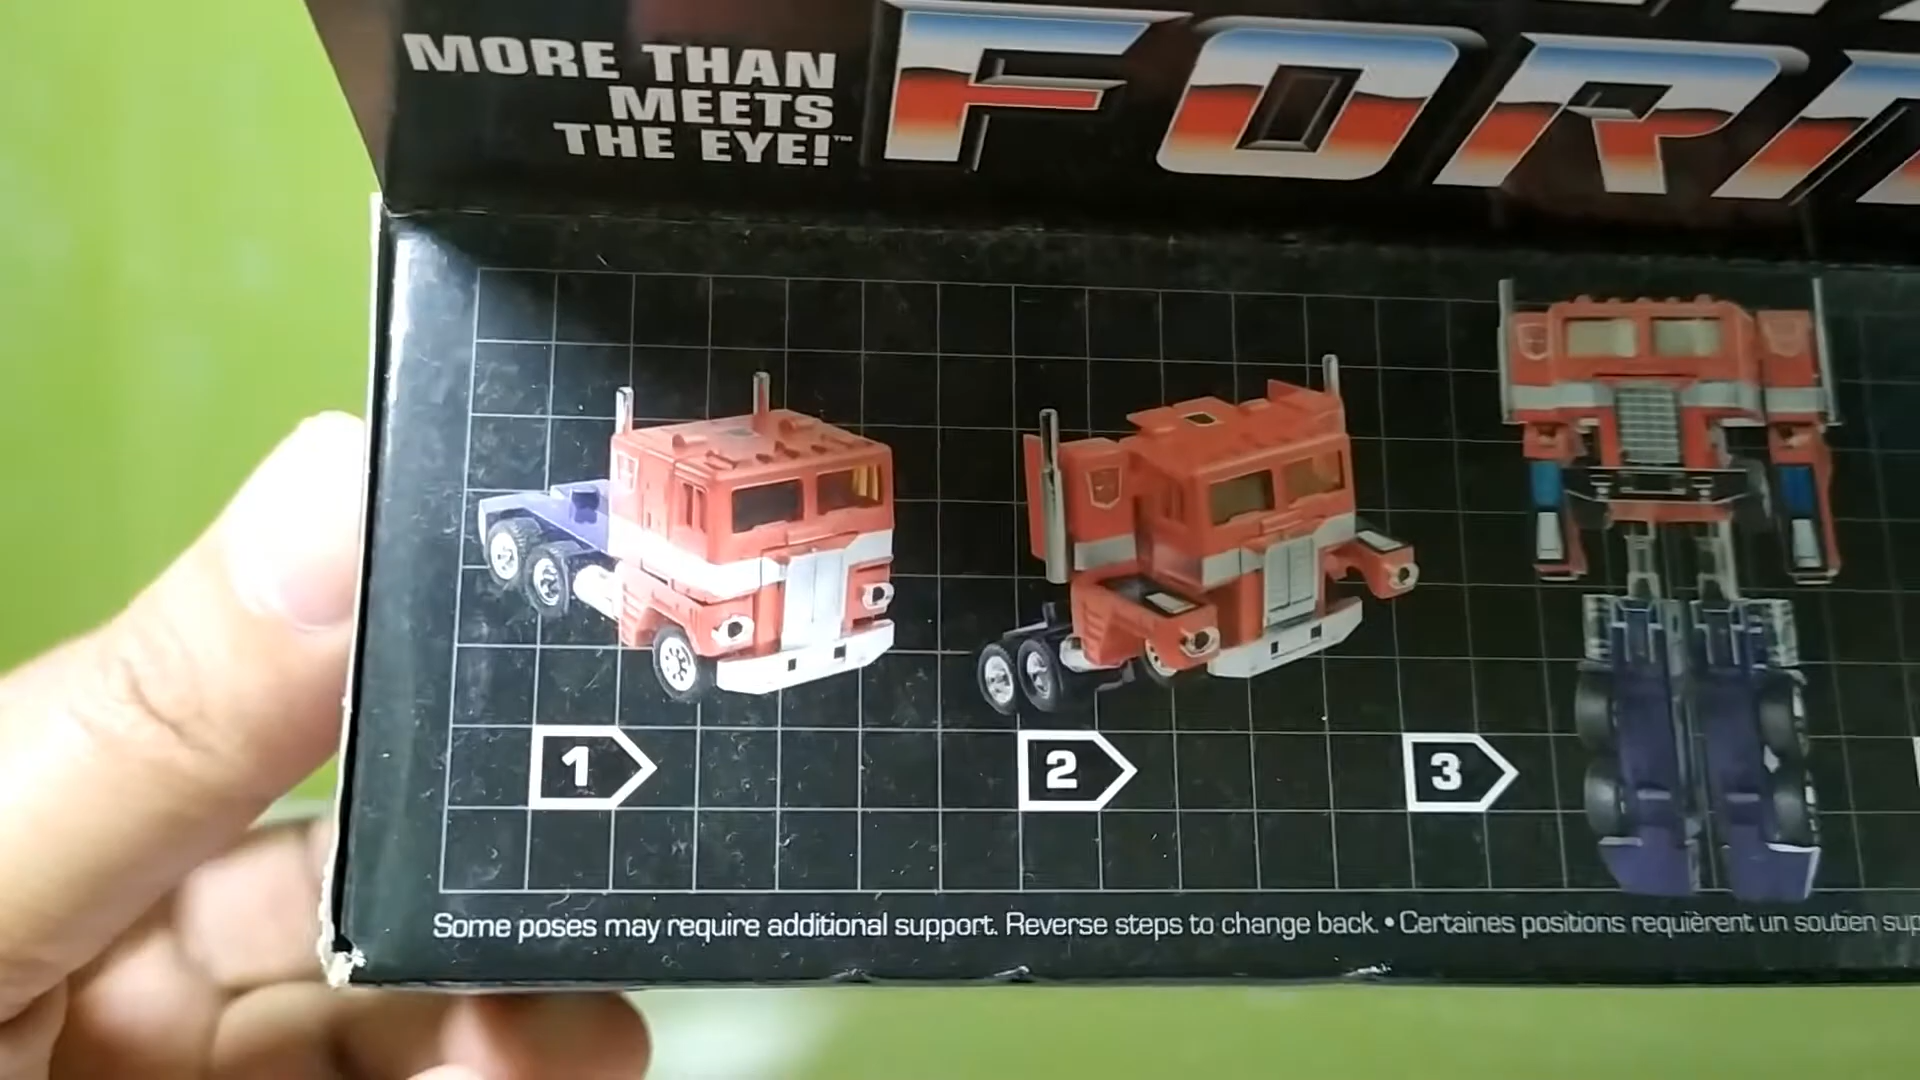 MORE THAN
MEETS
THE EYE!™
FOR
1
2
3
Some poses may require additional support. Reverse steps to change back. • Certaines positions requièrent un soutien